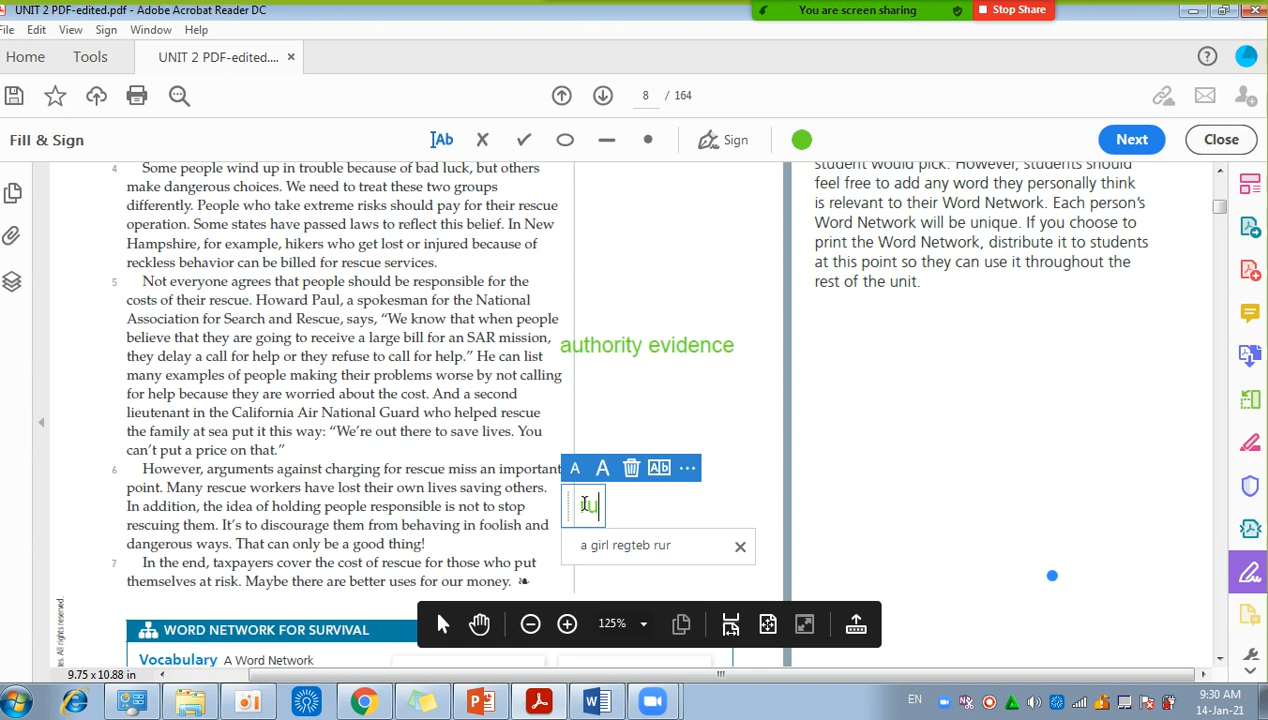 UNIT 2 PDF-edited.pdf - Adobe Acrobat Reader DC
You are screen sharing
Stop Share
File Edit View Sign Window Help
Home Tools UNIT 2 PDF-edited.... ×
?
8 / 164
Fill & Sign
Ab
Sign
Next
Close
4 Some people wind up in trouble because of bad luck, but others
make dangerous choices. We need to treat these two groups
differently. People who take extreme risks should pay for their rescue
operation. Some states have passed laws to reflect this belief. In New
Hampshire, for example, hikers who get lost or injured because of
reckless behavior can be billed for rescue services.
5 Not everyone agrees that people should be responsible for the
costs of their rescue. Howard Paul, a spokesman for the National
Association for Search and Rescue, says, “We know that when people
believe that they are going to receive a large bill for an SAR mission,
they delay a call for help or they refuse to call for help.” He can list
many examples of people making their problems worse by not calling
for help because they are worried about the cost. And a second
lieutenant in the California Air National Guard who helped rescue
the family at sea put it this way: “We’re out there to save lives. You
can’t put a price on that.”
6 However, arguments against charging for rescue miss an important
point. Many rescue workers have lost their own lives saving others.
In addition, the idea of holding people responsible is not to stop
rescuing them. It’s to discourage them from behaving in foolish and
dangerous ways. That can only be a good thing!
7 In the end, taxpayers cover the cost of rescue for those who put
themselves at risk. Maybe there are better uses for our money.
authority evidence
A A Ab ...
a girl regteb rur
student would pick. However, students should
feel free to add any word they personally think
is relevant to their Word Network. Each person’s
Word Network will be unique. If you choose to
print the Word Network, distribute it to students
at this point so they can use it throughout the
rest of the unit.
es. All rights reserved.
WORD NETWORK FOR SURVIVAL
Vocabulary A Word Network
125%
9.75 x 10.88 in
EN
9:30 AM
14-Jan-21